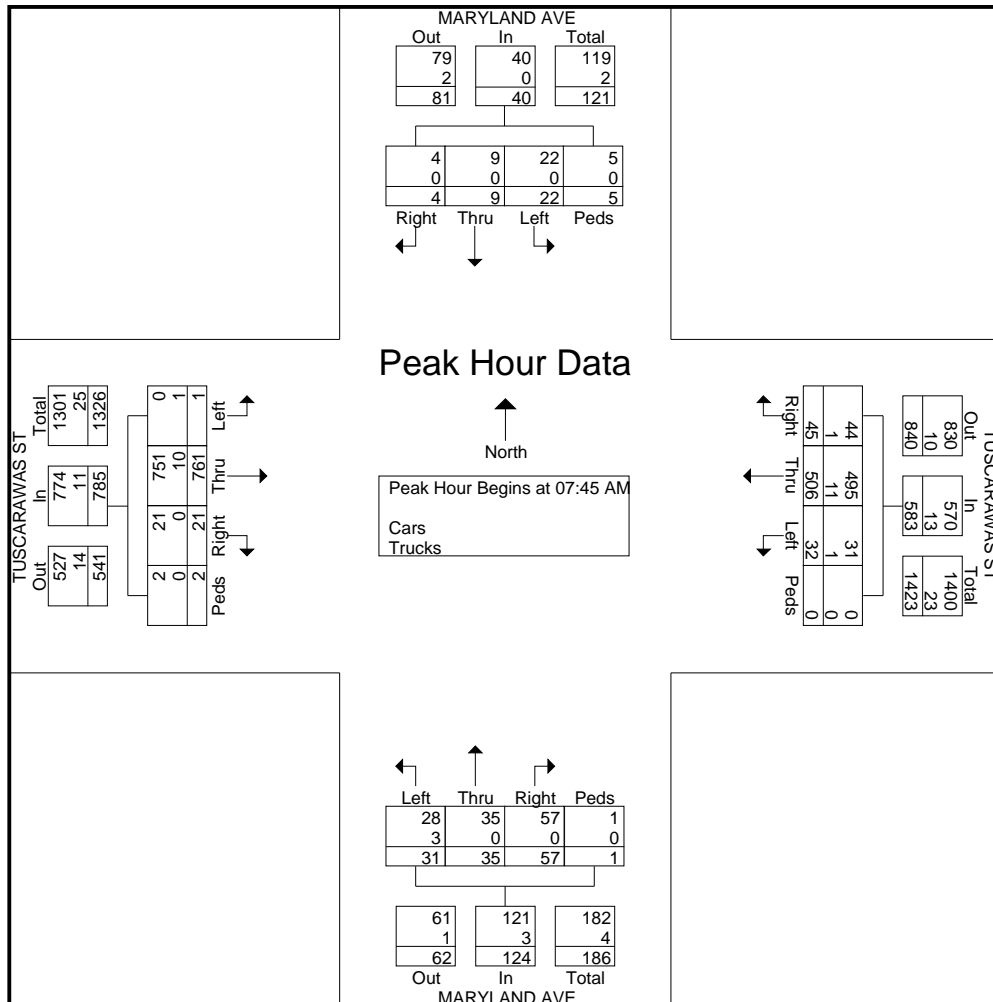 MARYLAND AVE
Out In Total
79 40 119
2 0 2
81 40 121
4 9 22 5
0 0 0 0
4 9 22 5
Right Thru Left Peds
Peak Hour Data
North
Peak Hour Begins at 07:45 AM
Cars
Trucks
TUSCARAWAS ST
Out In Total
527 774 1301
14 11 25
541 785 1326
Peds Right Thru Left
2 21 751 0
0 0 10 1
2 21 761 1
TUSCARAWAS ST
Out In Total
830 570 1400
10 13 23
840 583 1423
44 495 31 0
1 11 1 0
45 506 32 0
Right Thru Left Peds
Left Thru Right Peds
28 35 57 1
3 0 0 0
31 35 57 1
61 121 182
1 3 4
62 124 186
Out In Total
MARYLAND AVE